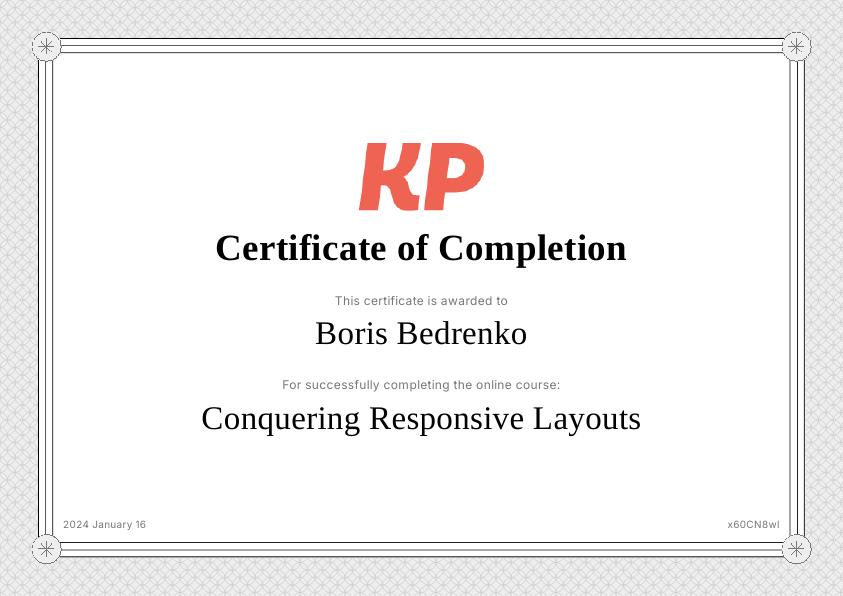 KP
Certificate of Completion
This certificate is awarded to
Boris Bedrenko
For successfully completing the online course:
Conquering Responsive Layouts
2024 January 16
x60CN8wl